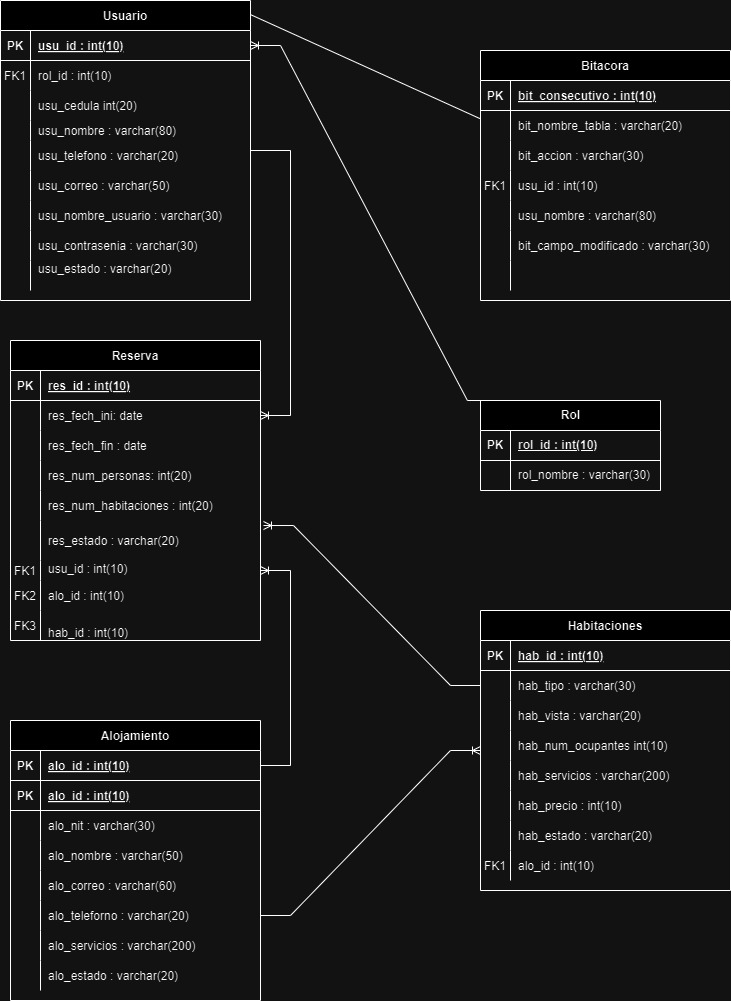 Usuario
PK usu_id : int(10)
FK1 rol_id : int(10)
usu_cedula int(20)
usu_nombre : varchar(80)
usu_telefono : varchar(20)
usu_correo : varchar(50)
usu_nombre_usuario : varchar(30)
usu_contrasenia : varchar(30)
usu_estado : varchar(20)
Bitacora
PK bit_consecutivo : int(10)
bit_nombre_tabla : varchar(20)
bit_accion : varchar(30)
FK1 usu_id : int(10)
usu_nombre : varchar(80)
bit_campo_modificado : varchar(30)
Reserva
PK res_id : int(10)
res_fech_ini: date
res_fech_fin : date
res_num_personas: int(20)
res_num_habitaciones : int(20)
res_estado : varchar(20)
FK1 usu_id : int(10)
FK2 alo_id : int(10)
FK3 hab_id : int(10)
Rol
PK rol_id : int(10)
rol_nombre : varchar(30)
Habitaciones
PK hab_id : int(10)
hab_tipo : varchar(30)
hab_vista : varchar(20)
hab_num_ocupantes int(10)
hab_servicios : varchar(200)
hab_precio : int(10)
hab_estado : varchar(20)
FK1 alo_id : int(10)
Alojamiento
PK alo_id : int(10)
PK alo_id : int(10)
alo_nit : varchar(30)
alo_nombre : varchar(50)
alo_correo : varchar(60)
alo_teleforno : varchar(20)
alo_servicios : varchar(200)
alo_estado : varchar(20)